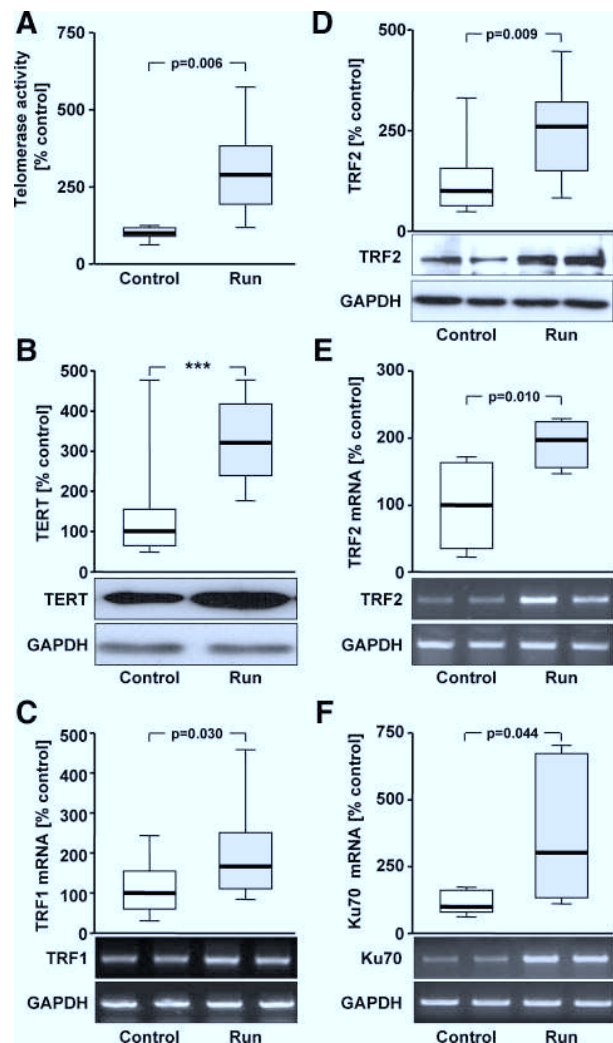 A
Telomerase activity
[% control]
750
500
250
0
p=0.006
Control Run
B
TERT [% control]
500
400
300
200
100
0
***
TERT
GAPDH
Control Run
C
TRF1 mRNA [% control]
500
400
300
200
100
0
p=0.030
TRF1
GAPDH
Control Run
D
TRF2 [% control]
500
250
0
p=0.009
TRF2
GAPDH
Control Run
E
TRF2 mRNA [% control]
300
200
100
0
p=0.010
TRF2
GAPDH
Control Run
F
Ku70 mRNA [% control]
750
500
250
0
p=0.044
Ku70
GAPDH
Control Run